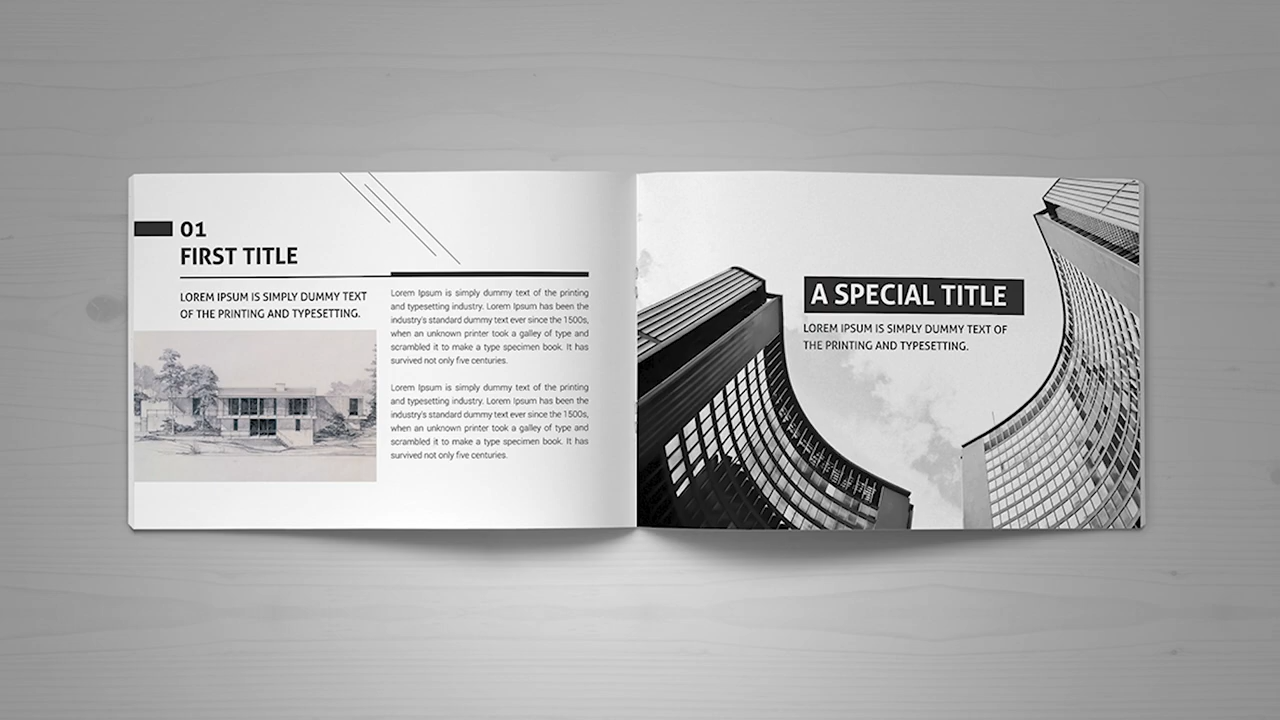 01
FIRST TITLE
LOREM IPSUM IS SIMPLY DUMMY TEXT
OF THE PRINTING AND TYPESETTING.
Lorem Ipsum is simply dummy text of the printing
and typesetting industry. Lorem Ipsum has been the
industry's standard dummy text ever since the 1500s,
when an unknown printer took a galley of type and
scrambled it to make a type specimen book. It has
survived not only five centuries.
Lorem Ipsum is simply dummy text of the printing
and typesetting industry. Lorem Ipsum has been the
industry's standard dummy text ever since the 1500s,
when an unknown printer took a galley of type and
scrambled it to make a type specimen book. It has
survived not only five centuries.
A SPECIAL TITLE
LOREM IPSUM IS SIMPLY DUMMY TEXT OF
THE PRINTING AND TYPESETTING.